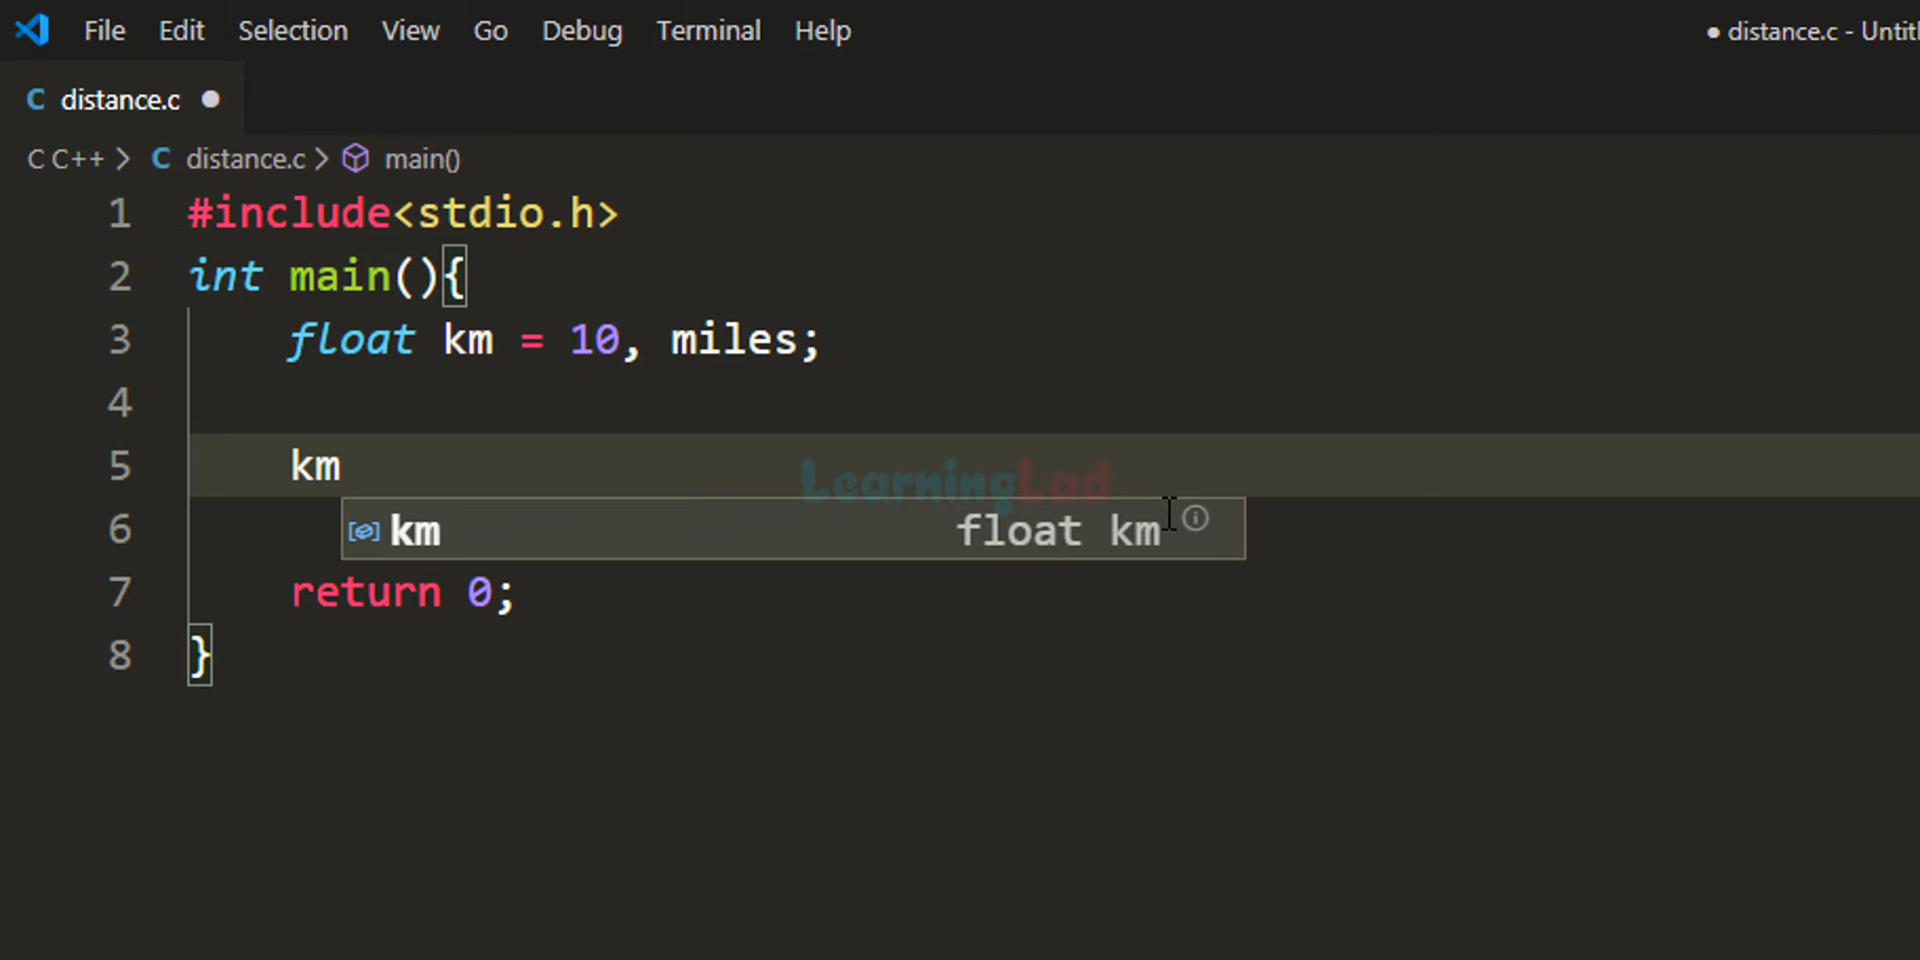 File Edit Selection View Go Debug Terminal Help ● distance.c - Untitl
C distance.c ●
C C++ > C distance.c > main()
1 #include<stdio.h>
2 int main(){
3 float km = 10, miles;
4
5 km
LearningLad
6 km float km
7 return 0;
8 }